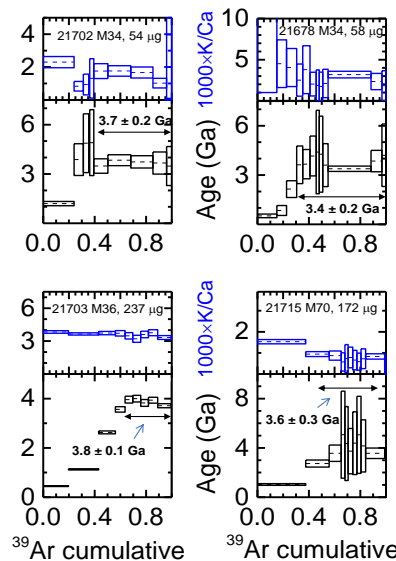 21702 M34, 54 µg
4
2
3.7 ± 0.2 Ga
6
3
0.0 0.4 0.8
10
5
0
21678 M34, 58 µg
1000×K/Ca
Age (Ga)
6
3
0
3.4 ± 0.2 Ga
0.0 0.4 0.8
21703 M36, 237 µg
6
3
4
2
0
3.8 ± 0.1 Ga
0.0 0.4 0.8
³⁹Ar cumulative
21715 M70, 172 µg
1000×K/Ca
2
Age (Ga)
8
6
4
2
0
3.6 ± 0.3 Ga
0.0 0.4 0.8
³⁹Ar cumulative